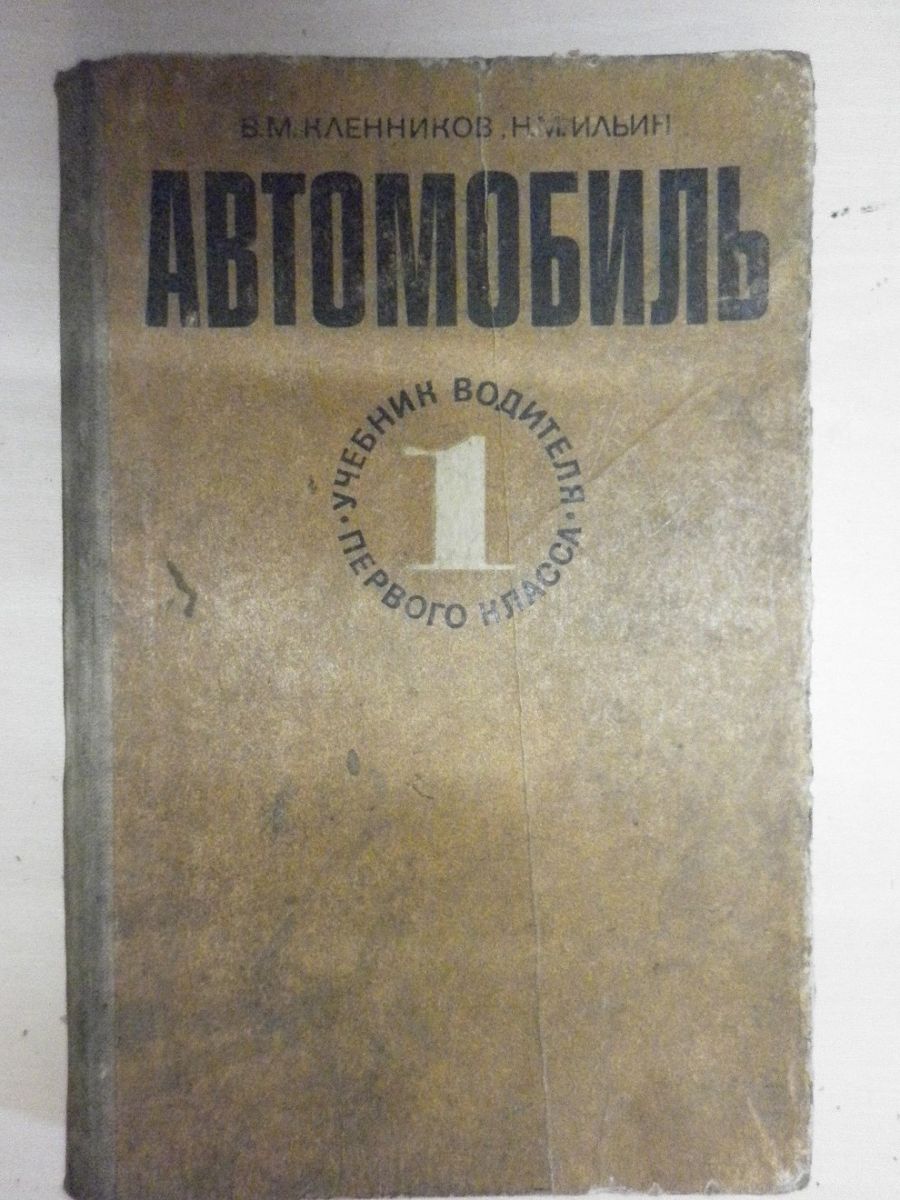 В.М. КЛЕННИКОВ, Н.М. ИЛЬИН
АВТОМОБИЛЬ
УЧЕБНИК ВОДИТЕЛЯ
1
ПЕРВОГО КЛАССА